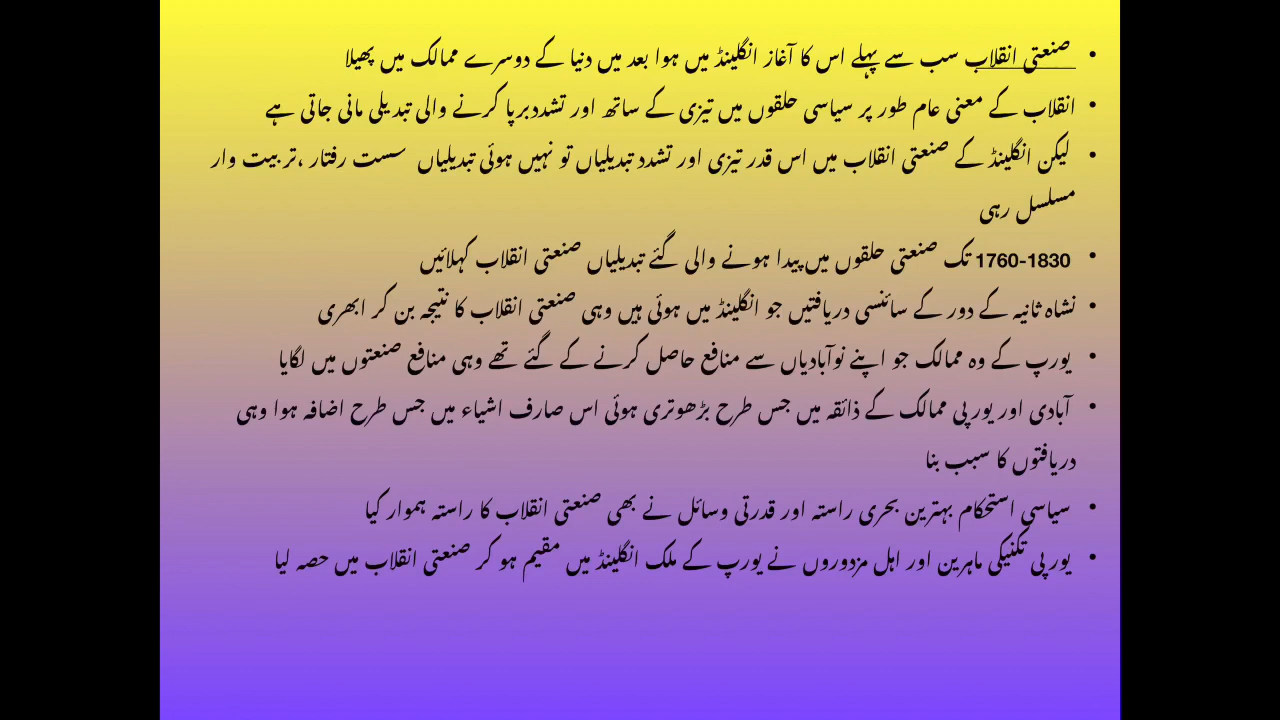 • صنعتی انقلاب سب سے پہلے اس کا آغاز انگلینڈ میں ہوا بعد میں دنیا کے دوسرے ممالک میں پھیلا
• انقلاب کے معنی عام طور پر سیاسی حلقوں میں تیزی کے ساتھ اور تشددبرپا کرنے والی تبدیلی مانی جاتی ہے
• لیکن انگلینڈ کے صنعتی انقلاب میں اس قدر تیزی اور تشدد تبدیلیاں تو نہیں ہوئی تبدیلیاں سست رفتار ،تربیت وار
مسلسل رہی
• 1760-1830 تک صنعتی حلقوں میں پیدا ہونے والی گئے تبدیلیاں صنعتی انقلاب کہلائیں
• نشاہ ثانیہ کے دور کے سائنسی دریافتیں جو انگلینڈ میں ہوئی ہیں وہی صنعتی انقلاب کا نتیجہ بن کر ابھری
• یورپ کے وہ ممالک جو اپنے نوآبادیاں سے منافع حاصل کرنے کے گئے تھے وہی منافع صنعتوں میں لگایا
• آبادی اور یورپی ممالک کے ذائقہ میں جس طرح بڑھوتری ہوئی اس صارف اشیاء میں جس طرح اضافہ ہوا وہی
دریافتوں کا سبب بنا
• سیاسی استحکام بہترین بحری راستہ اور قدرتی وسائل نے بھی صنعتی انقلاب کا راستہ ہموار کیا
• یورپی تکنیکی ماہرین اور اہل مزدوروں نے یورپ کے ملک انگلینڈ میں مقیم ہو کر صنعتی انقلاب میں حصہ لیا